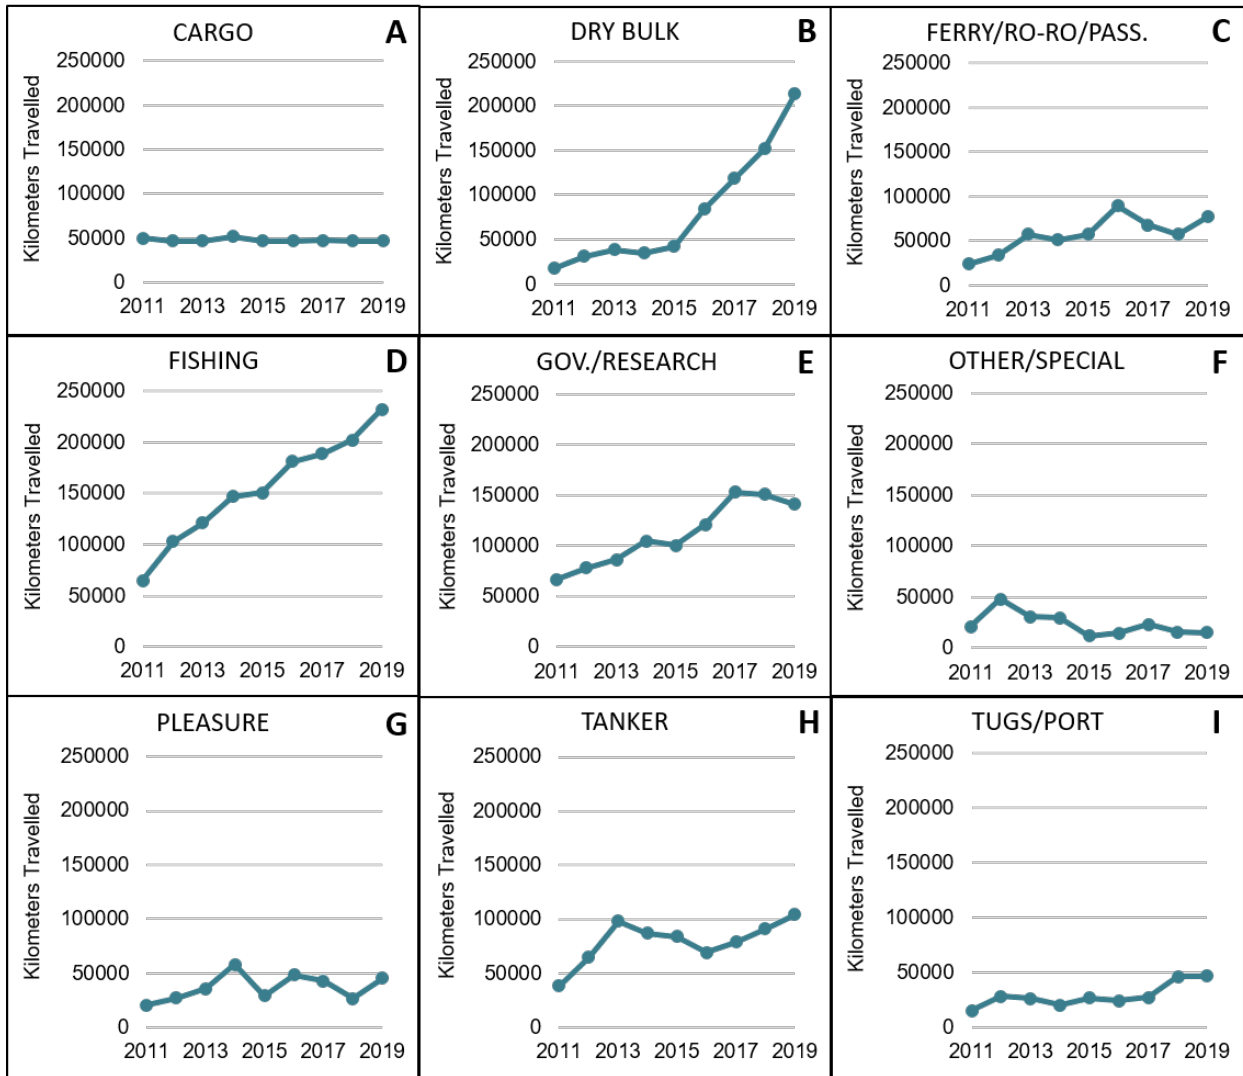 CARGO A
Kilometers Travelled
250000
200000
150000
100000
50000
0
2011 2013 2015 2017 2019
DRY BULK B
Kilometers Travelled
250000
200000
150000
100000
50000
0
2011 2013 2015 2017 2019
FERRY/RO-RO/PASS. C
Kilometers Travelled
250000
200000
150000
100000
50000
0
2011 2013 2015 2017 2019
FISHING D
Kilometers Travelled
250000
200000
150000
100000
50000
0
2011 2013 2015 2017 2019
GOV./RESEARCH E
Kilometers Travelled
250000
200000
150000
100000
50000
0
2011 2013 2015 2017 2019
OTHER/SPECIAL F
Kilometers Travelled
250000
200000
150000
100000
50000
0
2011 2013 2015 2017 2019
PLEASURE G
Kilometers Travelled
250000
200000
150000
100000
50000
0
2011 2013 2015 2017 2019
TANKER H
Kilometers Travelled
250000
200000
150000
100000
50000
0
2011 2013 2015 2017 2019
TUGS/PORT I
Kilometers Travelled
250000
200000
150000
100000
50000
0
2011 2013 2015 2017 2019